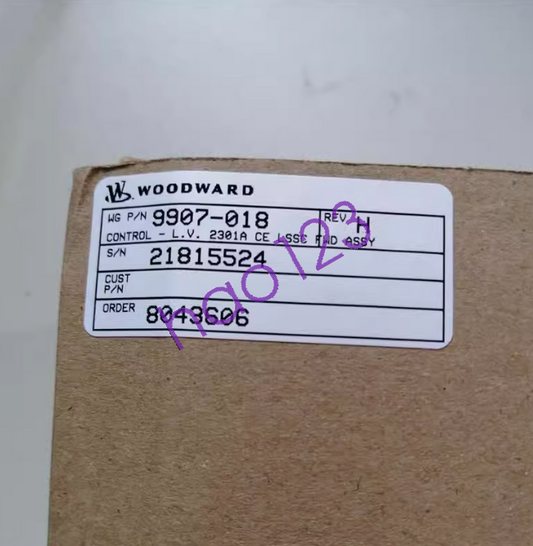 W WOODWARD
WG P/N 9907-018 REV H
CONTROL - L.V. 2301A CE LSSC FWD ASSY
S/N 21815524
CUST
P/N
ORDER 8043606
hao123